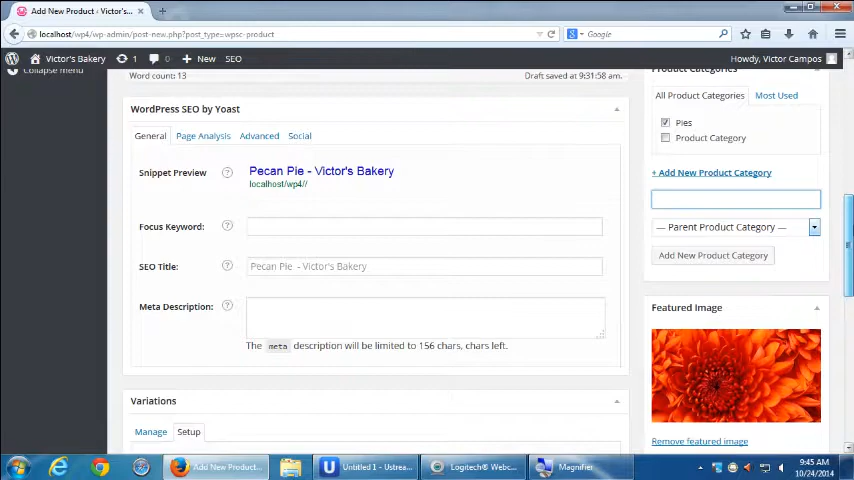 Add New Product ‹ Victor's ...
localhost/wp4/wp-admin/post-new.php?post_type=wpsc-product
Google
Victor's Bakery
1
0
New
SEO
Howdy, Victor Campos
Collapse menu
Word count: 13
Draft saved at 9:31:58 am.
Product Categories
All Product Categories
Most Used
Pies
Product Category
+ Add New Product Category
— Parent Product Category —
Add New Product Category
WordPress SEO by Yoast
General
Page Analysis
Advanced
Social
Snippet Preview
?
Pecan Pie - Victor's Bakery
localhost/wp4//
Focus Keyword:
?
SEO Title:
?
Pecan Pie - Victor's Bakery
Meta Description:
?
The meta description will be limited to 156 chars, chars left.
Featured Image
Remove featured image
Variations
Manage
Setup
Add New Product...
Untitled 1 - Ustrea...
Logitech® Webc...
Magnifier
9:45 AM
10/24/2014